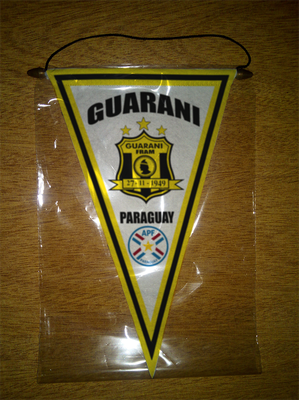 GUARANI
GUARANI
FRAM
27-11-1949
PARAGUAY
APF